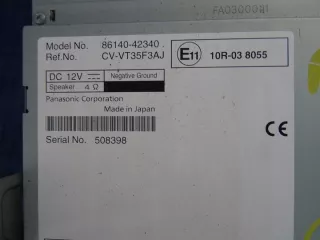 FA0300021
Model No. 86140-42340
Ref.No. CV-VT35F3AJ
E11 10R-03 8055
DC 12V Negative Ground
Speaker 4 Ω
Panasonic Corporation
Made in Japan
CE
Serial No. 508398